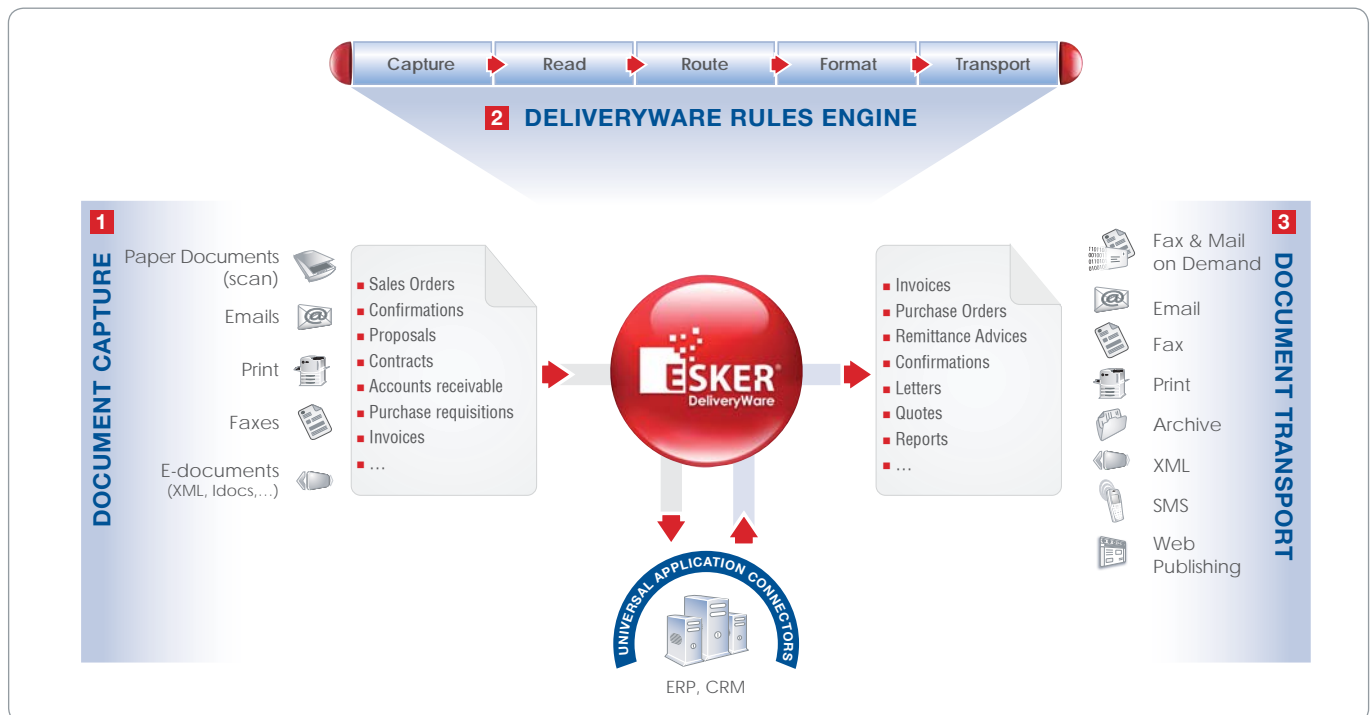 Capture
Read
Route
Format
Transport
2 DELIVERYWARE RULES ENGINE
1
DOCUMENT CAPTURE
Paper Documents
(scan)
Emails
Print
Faxes
E-documents
(XML, Idocs,...)
Sales Orders
Confirmations
Proposals
Contracts
Accounts receivable
Purchase requisitions
Invoices
...
ESKER®
DeliveryWare
UNIVERSAL APPLICATION CONNECTORS
ERP, CRM
Invoices
Purchase Orders
Remittance Advices
Confirmations
Letters
Quotes
Reports
...
3
DOCUMENT TRANSPORT
Fax & Mail
on Demand
Email
Fax
Print
Archive
XML
SMS
Web
Publishing